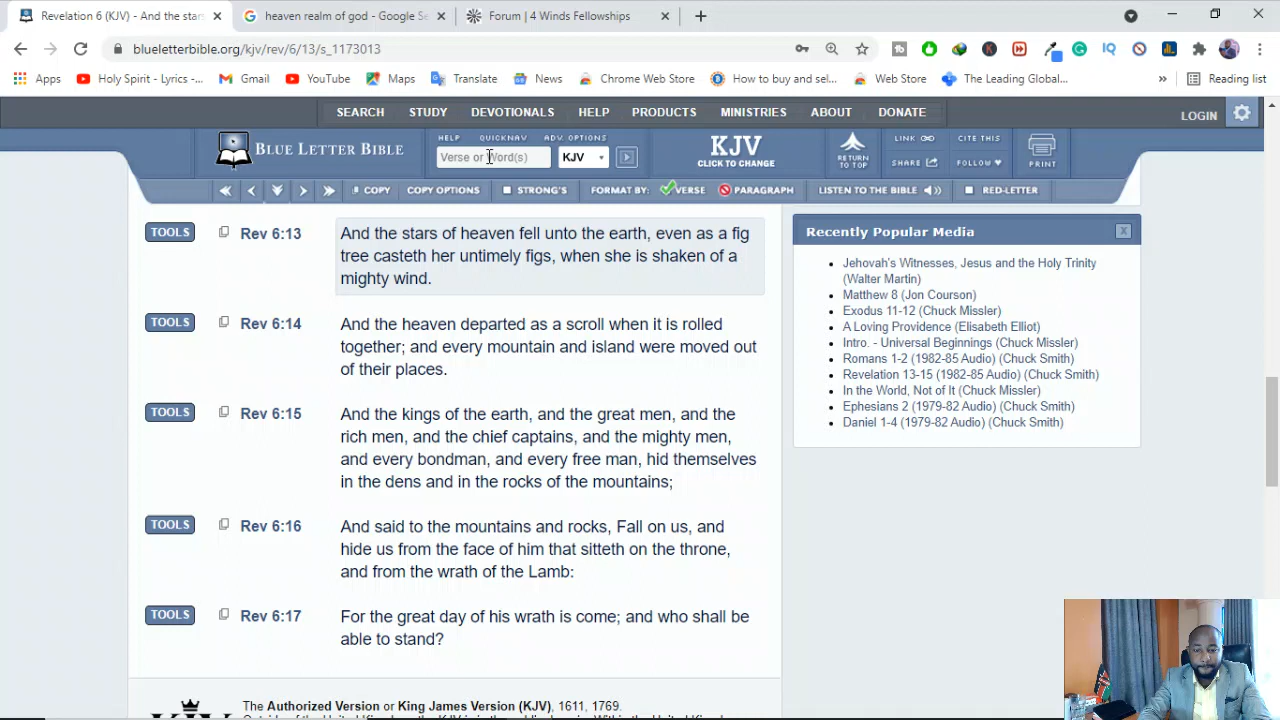 Revelation 6 (KJV) - And the star
heaven realm of god - Google Se
Forum | 4 Winds Fellowships
blueletterbible.org/kjv/rev/6/13/s_1173013
Apps
Holy Spirit - Lyrics -...
Gmail
YouTube
Maps
Translate
News
Chrome Web Store
How to buy and sel...
Web Store
The Leading Global...
Reading list
SEARCH
STUDY
DEVOTIONALS
HELP
PRODUCTS
MINISTRIES
ABOUT
DONATE
LOGIN
BLUE LETTER BIBLE
HELP
QUICKNAV
ADV. OPTIONS
Verse or Word(s)
KJV
KJV
CLICK TO CHANGE
RETURN
TO TOP
LINK
CITE THIS
SHARE
FOLLOW
PRINT
COPY
COPY OPTIONS
STRONG'S
FORMAT BY:
VERSE
PARAGRAPH
LISTEN TO THE BIBLE
RED-LETTER
TOOLS
Rev 6:13
And the stars of heaven fell unto the earth, even as a fig
tree casteth her untimely figs, when she is shaken of a
mighty wind.
TOOLS
Rev 6:14
And the heaven departed as a scroll when it is rolled
together; and every mountain and island were moved out
of their places.
TOOLS
Rev 6:15
And the kings of the earth, and the great men, and the
rich men, and the chief captains, and the mighty men,
and every bondman, and every free man, hid themselves
in the dens and in the rocks of the mountains;
TOOLS
Rev 6:16
And said to the mountains and rocks, Fall on us, and
hide us from the face of him that sitteth on the throne,
and from the wrath of the Lamb:
TOOLS
Rev 6:17
For the great day of his wrath is come; and who shall be
able to stand?
The Authorized Version or King James Version (KJV), 1611, 1769.
Recently Popular Media
Jehovah's Witnesses, Jesus and the Holy Trinity
(Walter Martin)
Matthew 8 (Jon Courson)
Exodus 11-12 (Chuck Missler)
A Loving Providence (Elisabeth Elliot)
Intro. - Universal Beginnings (Chuck Missler)
Romans 1-2 (1982-85 Audio) (Chuck Smith)
Revelation 13-15 (1982-85 Audio) (Chuck Smith)
In the World, Not of It (Chuck Missler)
Ephesians 2 (1979-82 Audio) (Chuck Smith)
Daniel 1-4 (1979-82 Audio) (Chuck Smith)